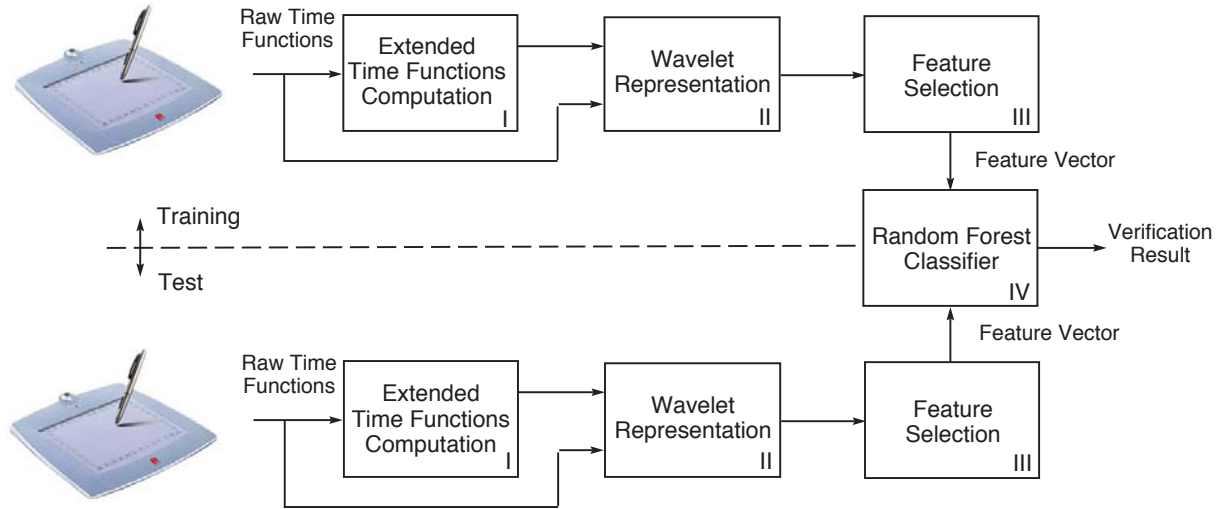 Raw Time
Functions
Extended
Time Functions
Computation
I
Wavelet
Representation
II
Feature
Selection
III
Feature Vector
Training
Test
Random Forest
Classifier
IV
Verification
Result
Feature Vector
Raw Time
Functions
Extended
Time Functions
Computation
I
Wavelet
Representation
II
Feature
Selection
III